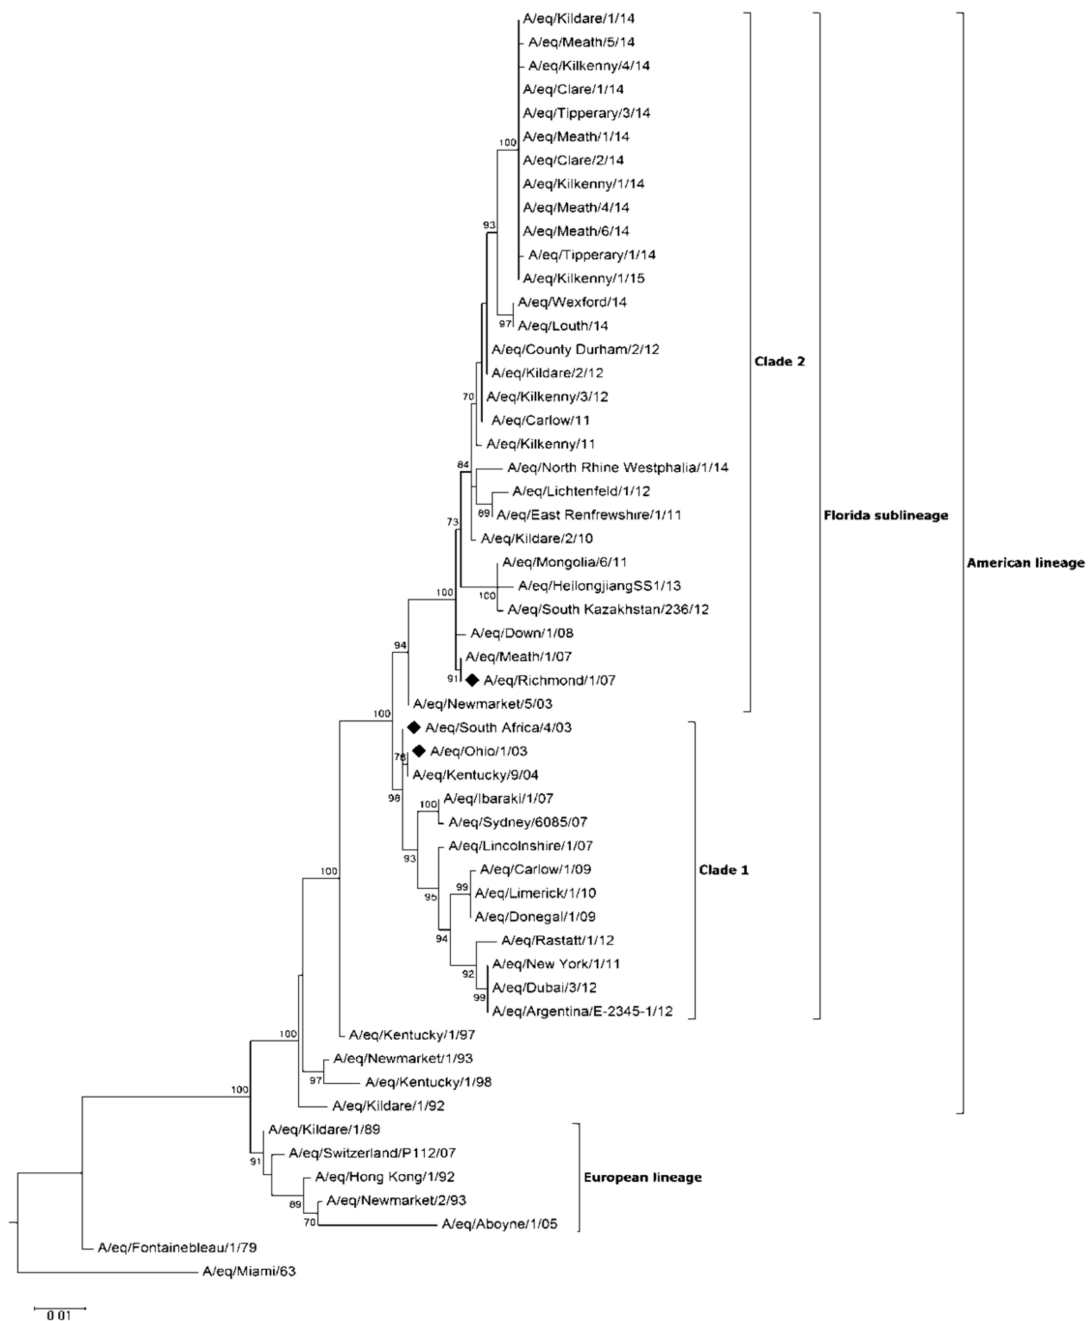 A/eq/Kildare/1/14
A/eq/Meath/5/14
A/eq/Kilkenny/4/14
A/eq/Clare/1/14
A/eq/Tipperary/3/14
A/eq/Meath/1/14
100
A/eq/Clare/2/14
A/eq/Kilkenny/1/14
A/eq/Meath/4/14
93
A/eq/Meath/6/14
A/eq/Tipperary/1/14
A/eq/Kilkenny/1/15
A/eq/Wexford/14
97
A/eq/Louth/14
A/eq/County Durham/2/12
Clade 2
A/eq/Kildare/2/12
70
A/eq/Kilkenny/3/12
A/eq/Carlow/11
A/eq/Kilkenny/11
84
A/eq/North Rhine Westphalia/1/14
A/eq/Lichtenfeld/1/12
89
A/eq/East Renfrewshire/1/11
Florida sublineage
73
A/eq/Kildare/2/10
A/eq/Mongolia/6/11
American lineage
A/eq/HeilongjiangSS1/13
100
100
A/eq/South Kazakhstan/236/12
A/eq/Down/1/08
94
A/eq/Meath/1/07
91
A/eq/Richmond/1/07
A/eq/Newmarket/5/03
100
A/eq/South Africa/4/03
A/eq/Ohio/1/03
76
A/eq/Kentucky/9/04
98
A/eq/Ibaraki/1/07
100
A/eq/Sydney/6085/07
A/eq/Lincolnshire/1/07
93
A/eq/Carlow/1/09
Clade 1
100
99
A/eq/Limerick/1/10
95
A/eq/Donegal/1/09
94
A/eq/Rastatt/1/12
A/eq/New York/1/11
92
A/eq/Dubai/3/12
99
A/eq/Argentina/E-2345-1/12
100
A/eq/Kentucky/1/97
A/eq/Newmarket/1/93
97
A/eq/Kentucky/1/98
100
A/eq/Kildare/1/92
A/eq/Kildare/1/89
A/eq/Switzerland/P112/07
91
A/eq/Hong Kong/1/92
European lineage
89
A/eq/Newmarket/2/93
70
A/eq/Aboyne/1/05
A/eq/Fontainebleau/1/79
A/eq/Miami/63
0 01